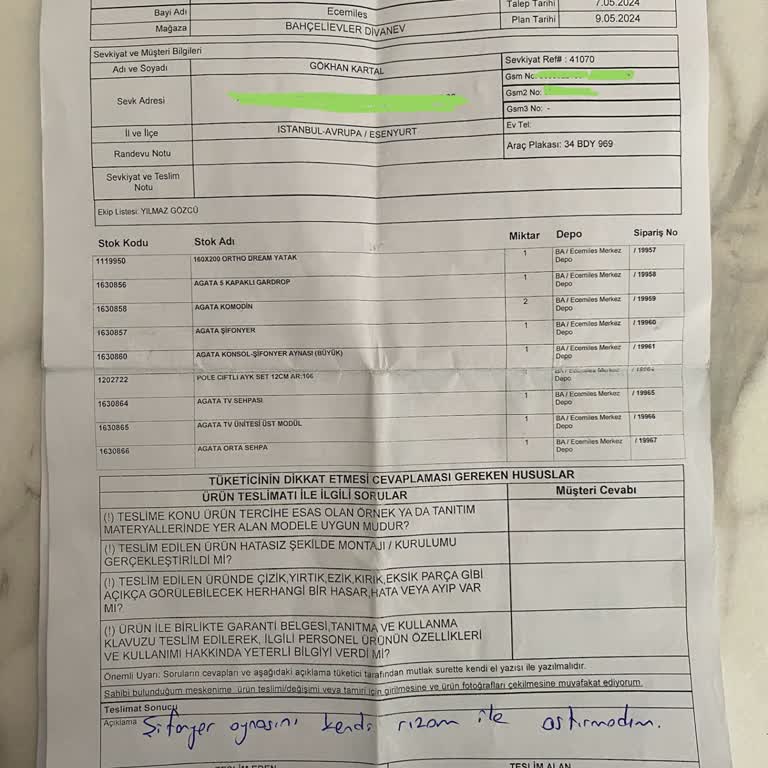 Talep Tarihi 7.05.2024
Bayi Adı Ecemiles Plan Tarihi 9.05.2024
Mağaza BAHÇELİEVLER DİVANEV
Sevkiyat ve Müşteri Bilgileri
Adı ve Soyadı GÖKHAN KARTAL Sevkiyat Ref# : 41070
Gsm No:
Sevk Adresi Gsm2 No:
Gsm3 No: -
İl ve İlçe ISTANBUL-AVRUPA / ESENYURT Ev Tel:
Randevu Notu Araç Plakası: 34 BDY 969
Sevkiyat ve Teslim
Notu
Ekip Listesi: YILMAZ GÖZCÜ
Stok Kodu Stok Adı Miktar Depo Sipariş No
1119950 160X200 ORTHO DREAM YATAK 1 BA / Ecemiles Merkez Depo / 19957
1630856 AGATA 5 KAPAKLI GARDROP 1 BA / Ecemiles Merkez Depo / 19958
1630858 AGATA KOMODİN 2 BA / Ecemiles Merkez Depo / 19959
1630857 AGATA ŞİFONYER 1 BA / Ecemiles Merkez Depo / 19960
1630860 AGATA KONSOL-ŞİFONYER AYNASI (BÜYÜK) 1 BA / Ecemiles Merkez Depo / 19961
1202722 POLE CIFTLI AYK SET 12CM AR:106 BA / Ecemiles Merkez Depo
1630864 AGATA TV SEHPASI 1 BA / Ecemiles Merkez Depo / 19965
1630865 AGATA TV ÜNİTESİ ÜST MODÜL 1 BA / Ecemiles Merkez Depo / 19966
1630866 AGATA ORTA SEHPA 1 BA / Ecemiles Merkez Depo / 19967
TÜKETİCİNİN DİKKAT ETMESİ CEVAPLAMASI GEREKEN HUSUSLAR
ÜRÜN TESLİMATI İLE İLGİLİ SORULAR Müşteri Cevabı
(!) TESLİME KONU ÜRÜN TERCİHE ESAS OLAN ÖRNEK YA DA TANITIM
MATERYALLERİNDE YER ALAN MODELE UYGUN MUDUR?
(!) TESLİM EDİLEN ÜRÜN HATASIZ ŞEKİLDE MONTAJI / KURULUMU
GERÇEKLEŞTİRİLDİ Mİ?
(!) TESLİM EDİLEN ÜRÜNDE ÇİZİK,YIRTIK,EZİK,KIRIK,EKSİK PARÇA GİBİ
AÇIKÇA GÖRÜLEBİLECEK HERHANGİ BİR HASAR,HATA VEYA AYIP VAR
MI?
(!) ÜRÜN İLE BİRLİKTE GARANTİ BELGESİ,TANITMA VE KULLANMA
KLAVUZU TESLİM EDİLEREK, İLGİLİ PERSONEL ÜRÜNÜN ÖZELLİKLERİ
VE KULLANIMI HAKKINDA YETERLİ BİLGİYİ VERDİ Mİ?
Önemli Uyarı: Soruların cevapları ve aşağıdaki açıklama tüketici tarafından mutlak surette kendi el yazısı ile yazılmalıdır.
Sahibi bulunduğum meskenime ürün teslimi/değişimi veya tamiri için girilmesine ve ürün fotoğrafları çekilmesine muvafakat ediyorum.
Teslimat Sonucu
Açıklama Şifonyer aynasını kendi rızam ile astırmadım.
TESLİM EDEN TESLİM ALAN